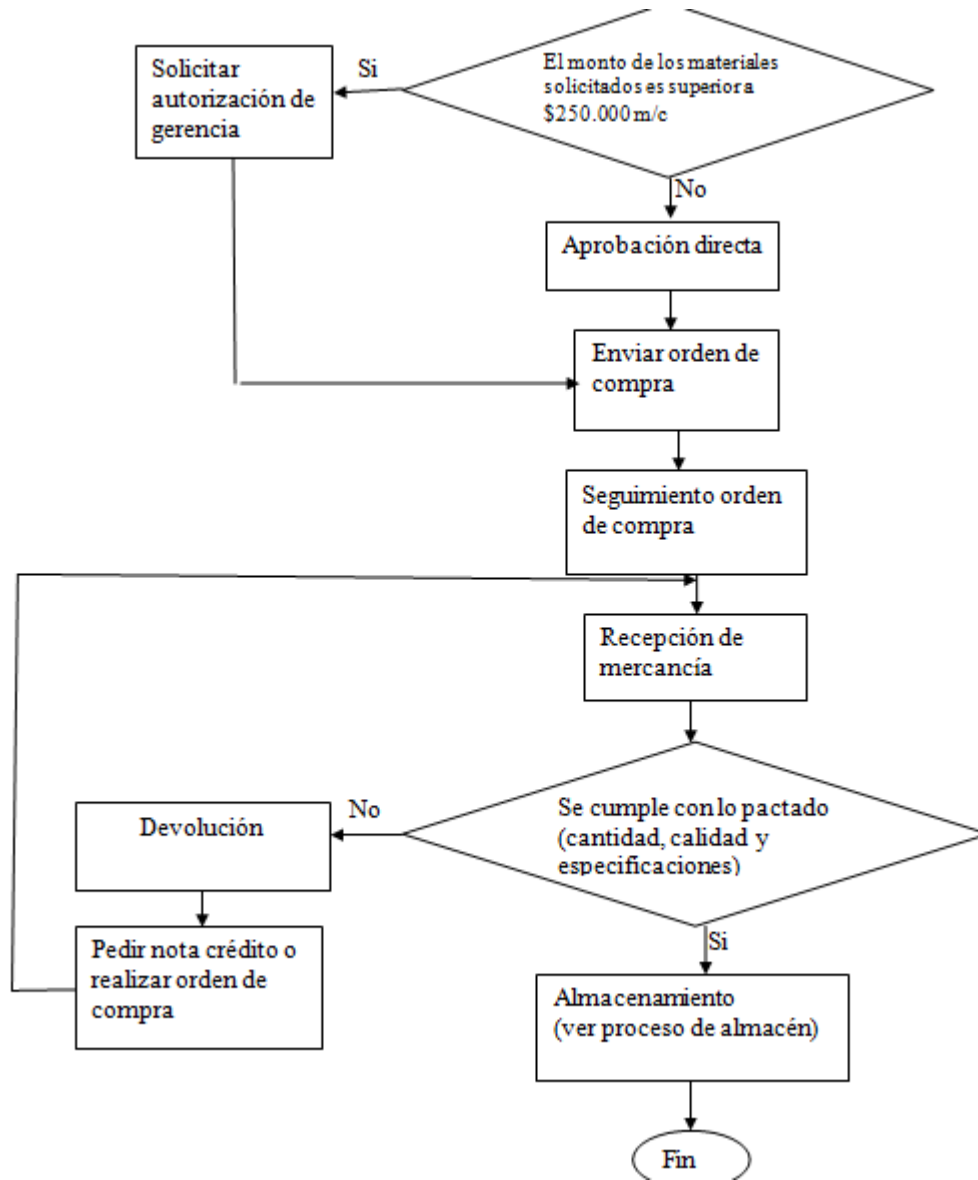 Solicitar
autorización de
gerencia
Si
El monto de los materiales
solicitados es superior a
$250.000 m/c
No
Aprobación directa
Enviar orden de
compra
Seguimiento orden
de compra
Recepción de
mercancía
Se cumple con lo pactado
(cantidad, calidad y
especificaciones)
No
Devolución
Pedir nota crédito o
realizar orden de
compra
Si
Almacenamiento
(ver proceso de almacén)
Fin